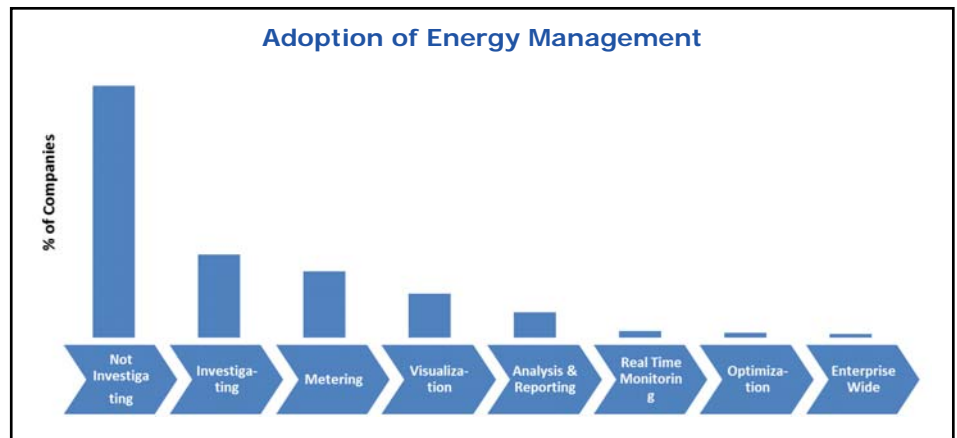 Adoption of Energy Management
% of Companies
Not
Investiga
ting
Investiga-
ting
Metering
Visualiza-
tion
Analysis &
Reporting
Real Time
Monitorin
g
Optimiza-
tion
Enterprise
Wide